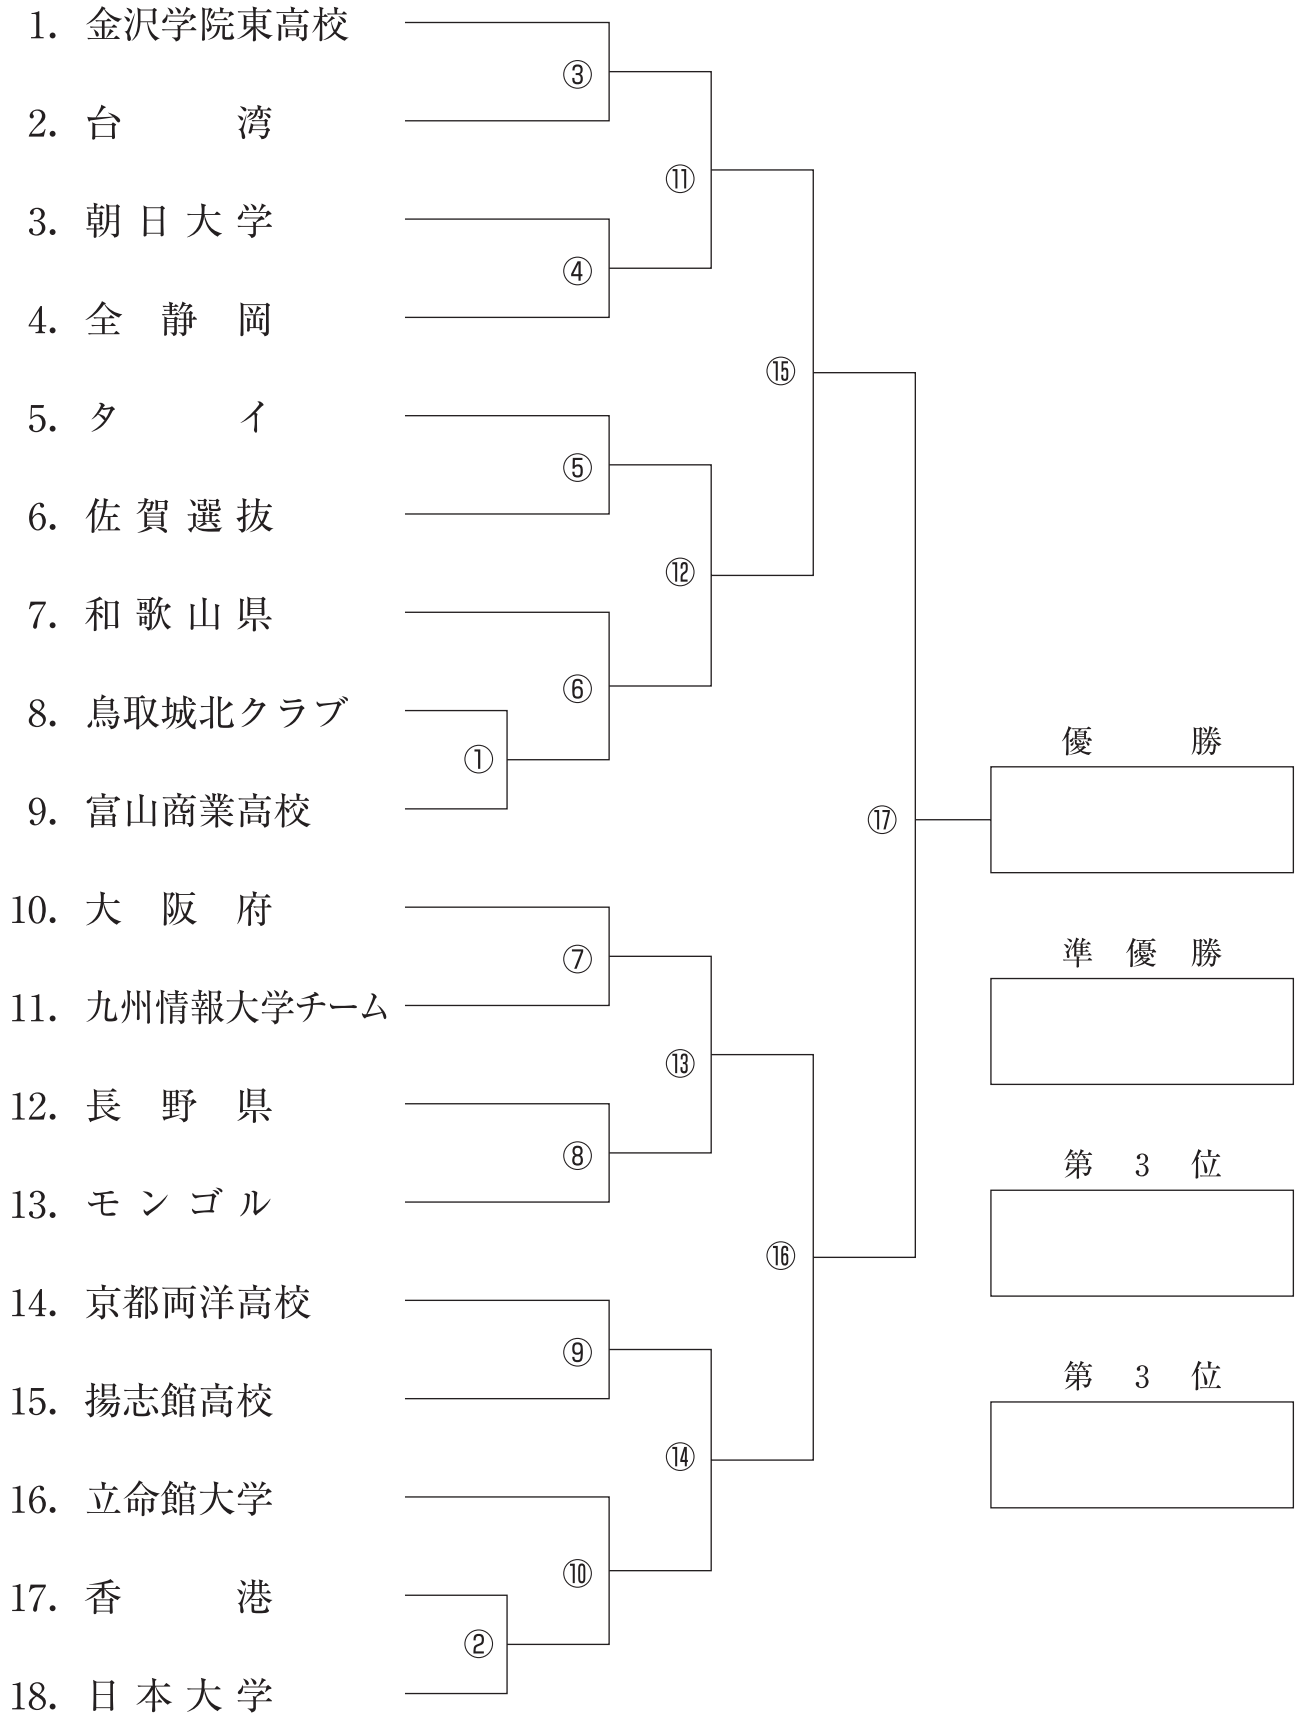 1. 金沢学院東高校
2. 台湾
3. 朝日大学
4. 全静岡
5. タイ
6. 佐賀選抜
7. 和歌山県
8. 鳥取城北クラブ
9. 富山商業高校
10. 大阪府
11. 九州情報大学チーム
12. 長野県
13. モンゴル
14. 京都両洋高校
15. 揚志館高校
16. 立命館大学
17. 香港
18. 日本大学
①
②
③
④
⑤
⑥
⑦
⑧
⑨
⑩
⑪
⑫
⑬
⑭
⑮
⑯
⑰
優勝
準優勝
第3位
第3位